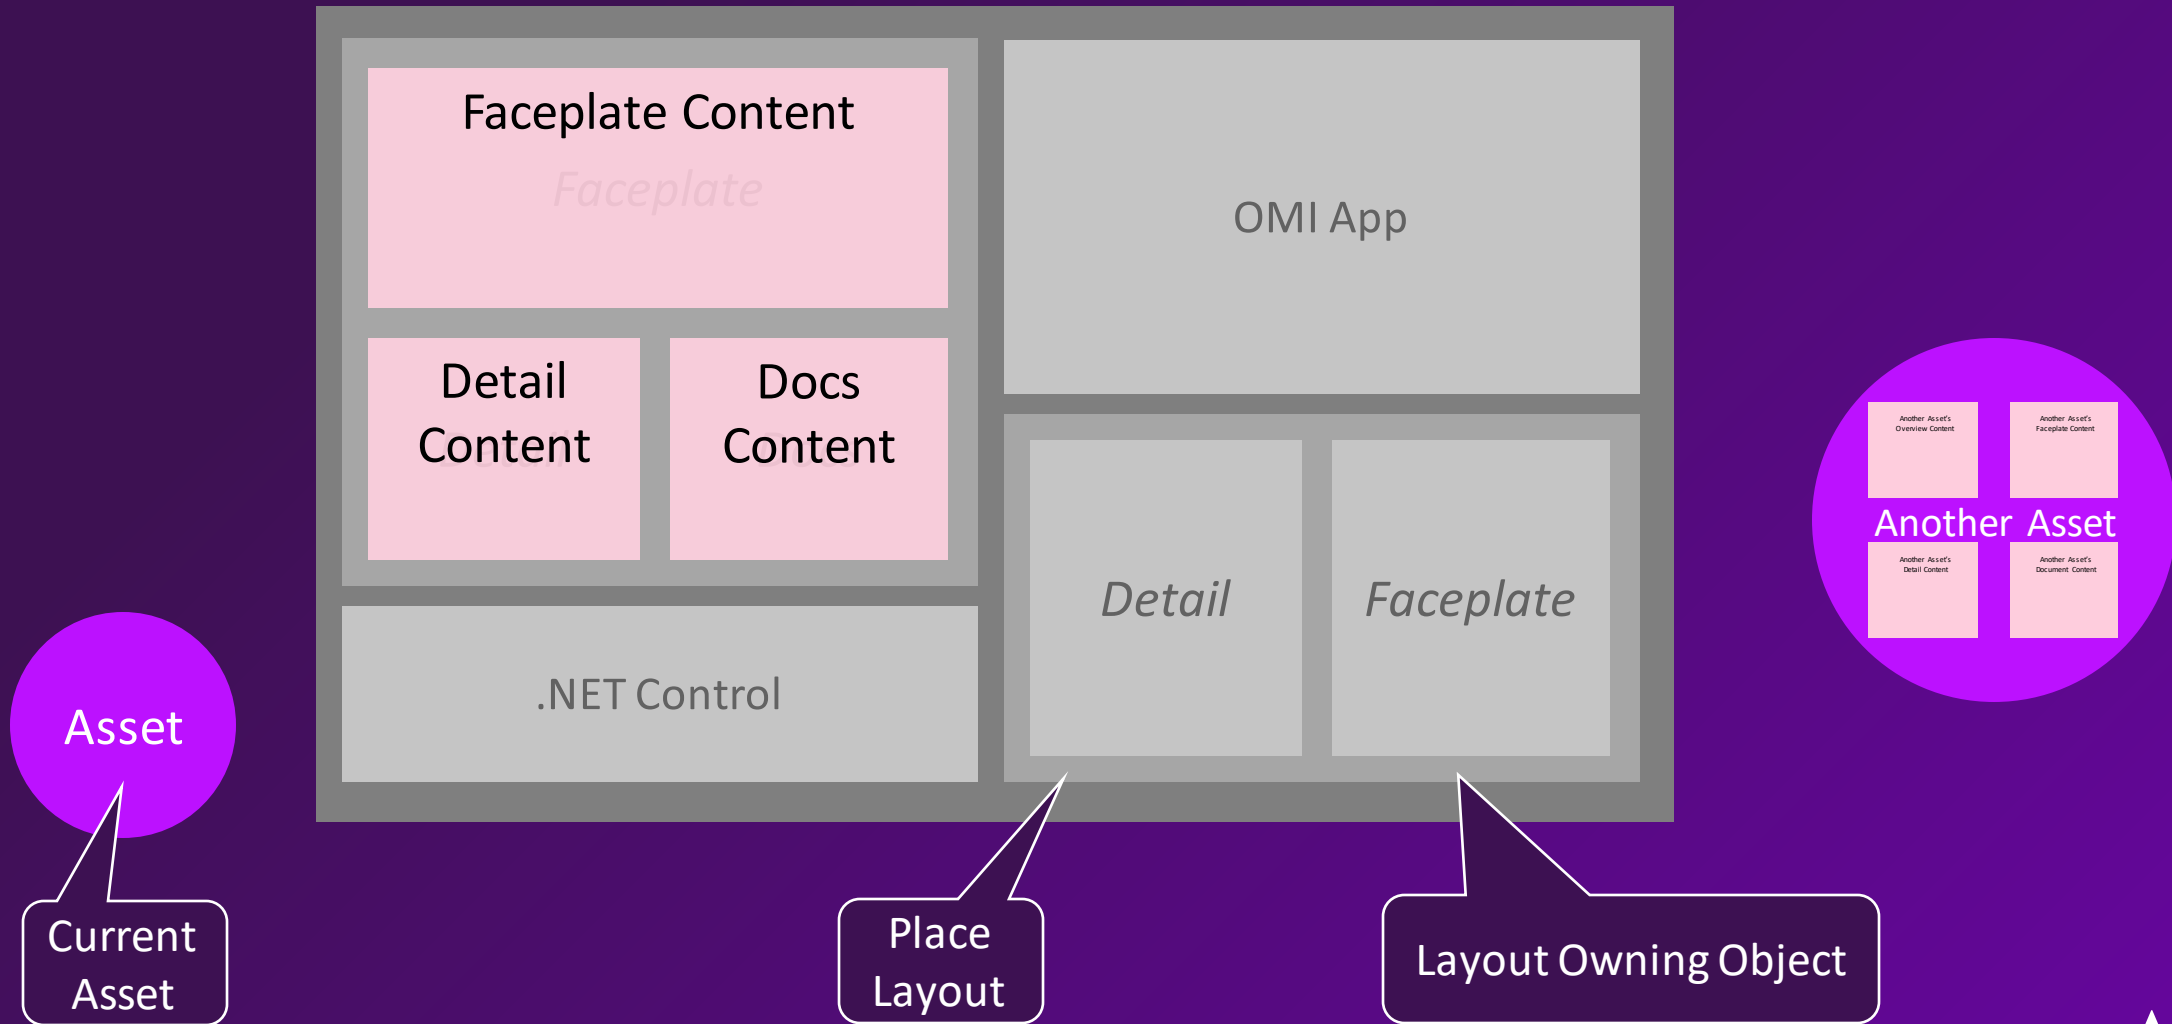 Faceplate Content
Faceplate
Detail
Content
Detail
Docs
Content
Docs
OMI App
.NET Control
Detail
Faceplate
Another Asset's
Overview Content
Another Asset's
Faceplate Content
Another Asset
Another Asset's
Detail Content
Another Asset's
Document Content
Asset
Current
Asset
Place
Layout
Layout Owning Object